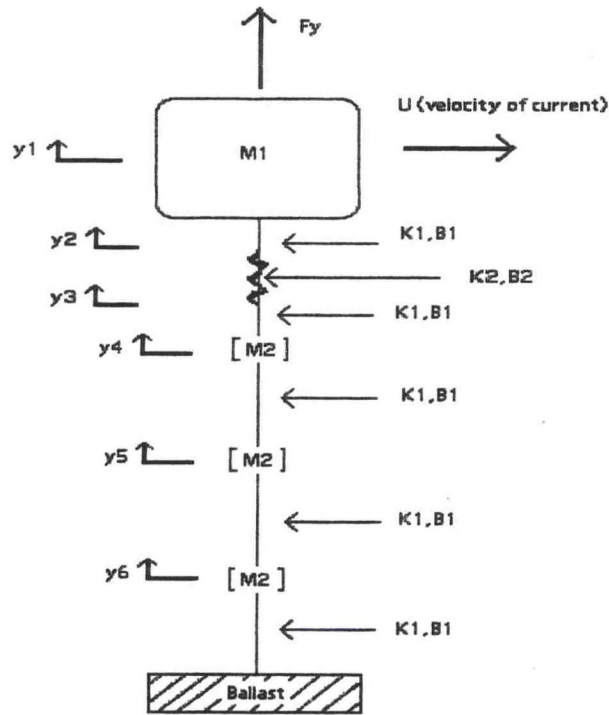 Fy
U (velocity of current)
M1
y1
y2
K1,B1
K2,B2
y3
K1,B1
y4
[M2]
K1,B1
y5
[M2]
K1,B1
y6
[M2]
K1,B1
Ballast